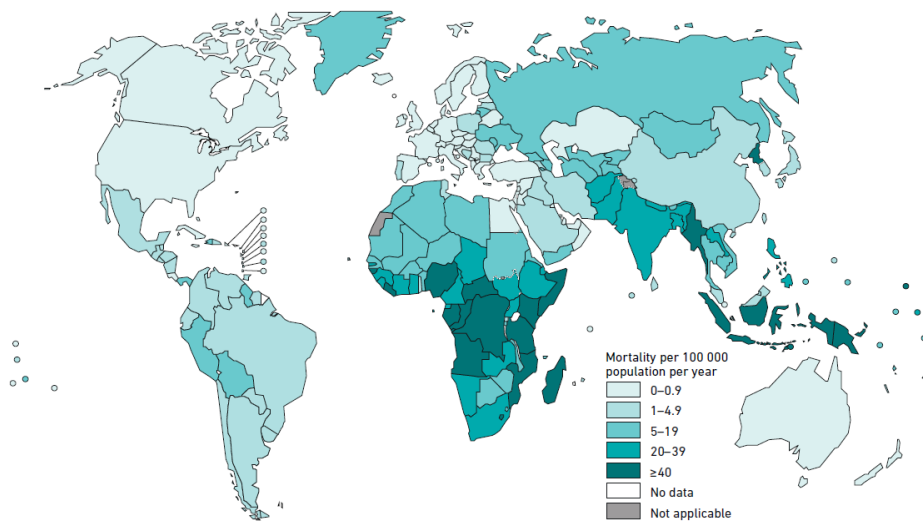 Mortality per 100 000
population per year
0–0.9
1–4.9
5–19
20–39
≥40
No data
Not applicable